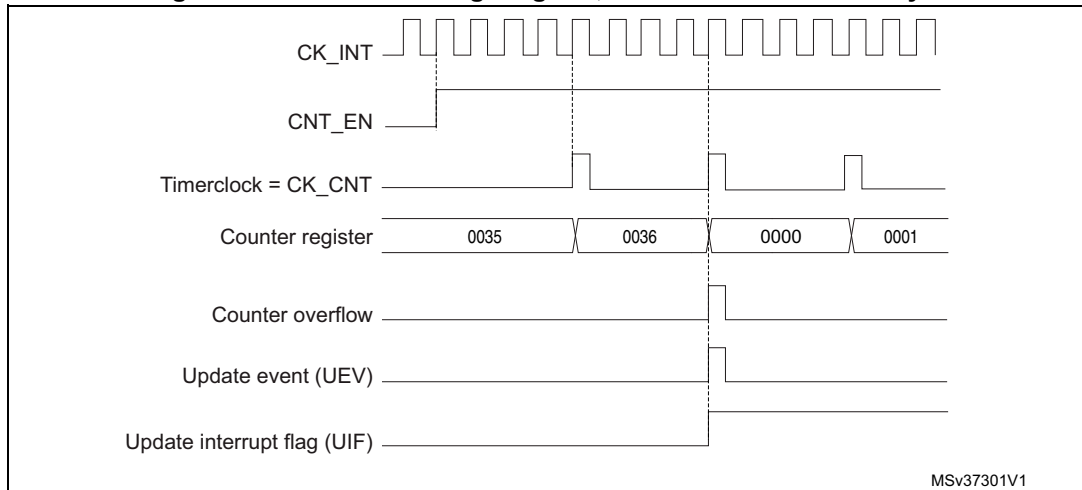 CK_INT
CNT_EN
Timerclock = CK_CNT
Counter register 0035 0036 0000 0001
Counter overflow
Update event (UEV)
Update interrupt flag (UIF)
MSv37301V1